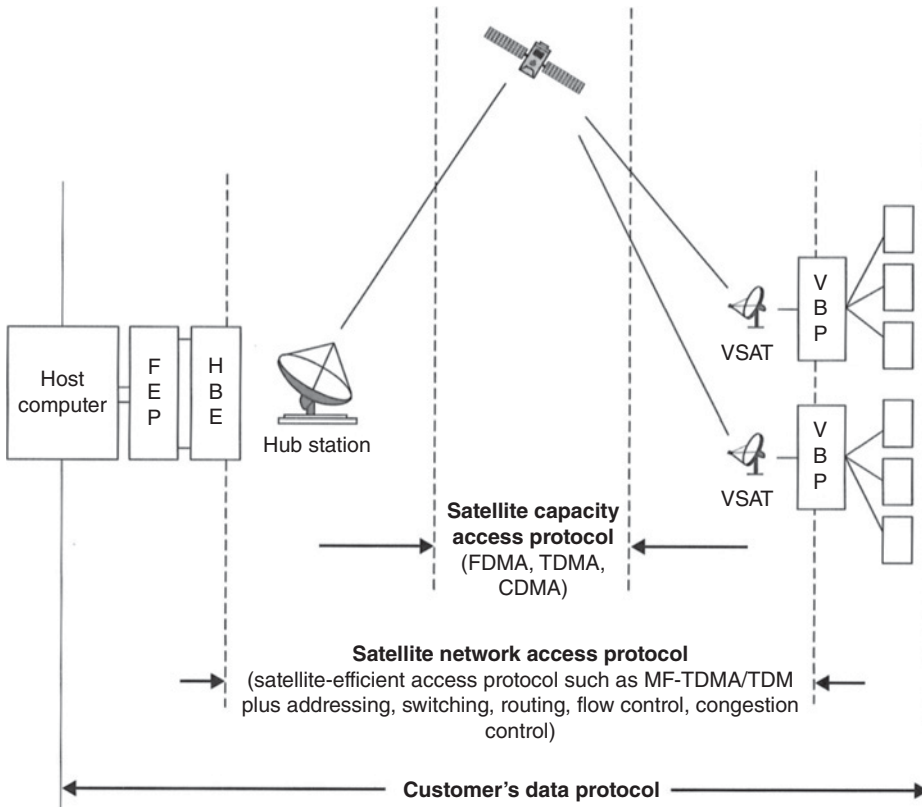 Host
computer
F
E
P
H
B
E
Hub station
VSAT
V
B
P
VSAT
V
B
P
Satellite capacity
access protocol
(FDMA, TDMA,
CDMA)
Satellite network access protocol
(satellite-efficient access protocol such as MF-TDMA/TDM
plus addressing, switching, routing, flow control, congestion
control)
Customer's data protocol